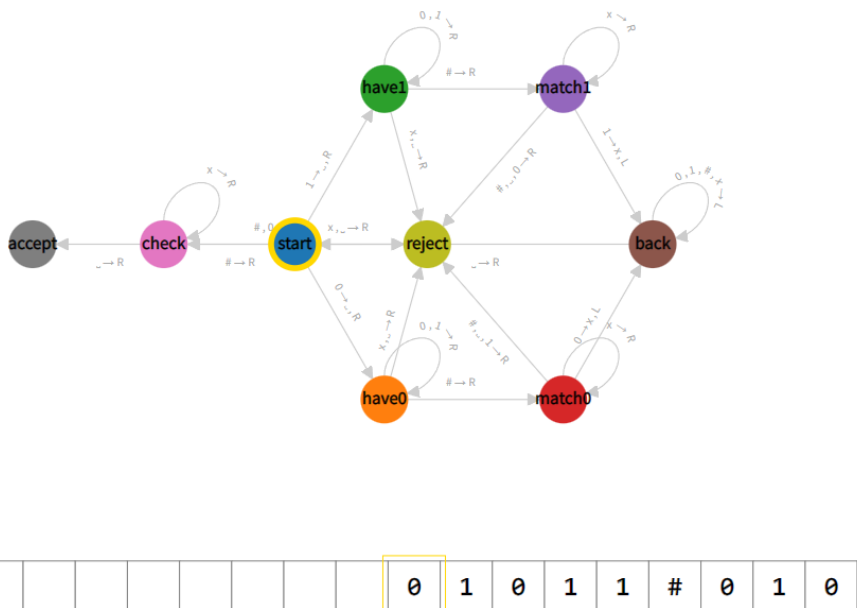 0,1→R
x→R
have1
#→R
match1
1→␣,R
x,␣→R
#,␣,0→R
1→x,L
x→R
0,1,#,x→L
accept
check
#,0
start
x,␣→R
reject
back
␣→R
#→R
␣→R
0→␣,R
x,␣→R
0,1→R
#,␣,1→R
0→x,L
x→R
have0
#→R
match0
0 1 0 1 1 # 0 1 0